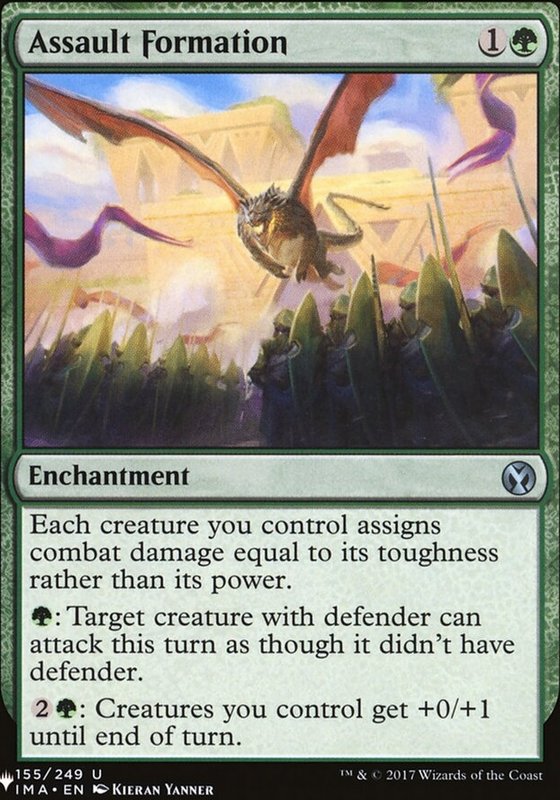 Assault Formation 1
Enchantment
Each creature you control assigns
combat damage equal to its toughness
rather than its power.
: Target creature with defender can
attack this turn as though it didn't have
defender.
2 : Creatures you control get +0/+1
until end of turn.
155/249 U
IMA • EN Kieran Yanner
™ & © 2017 Wizards of the Coast